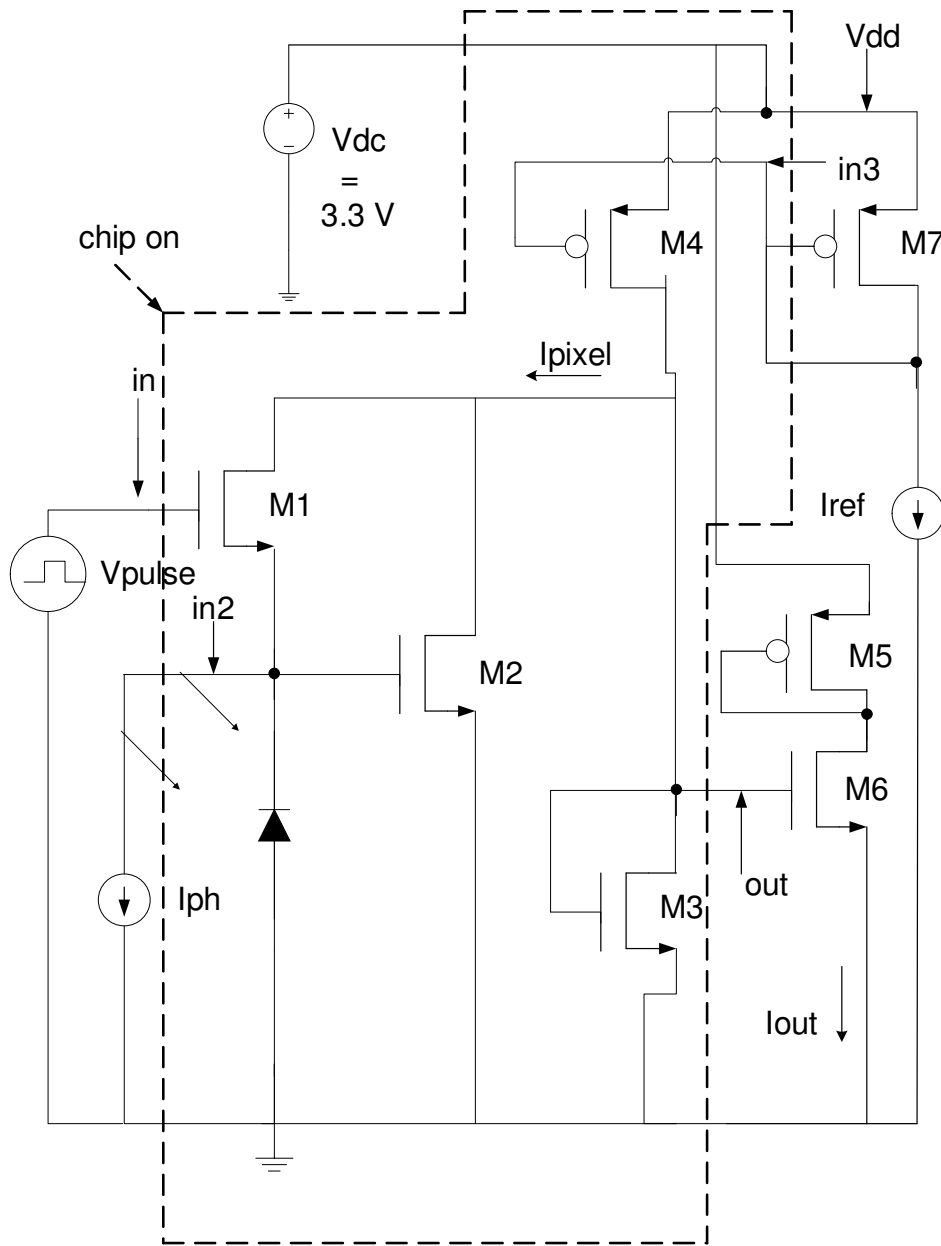 Vdd
+
−
Vdc
=
3.3 V
in3
chip on
M4
M7
Ipixel
in
M1
Iref
Vpulse
in2
M2
M5
M6
Iph
M3
out
Iout